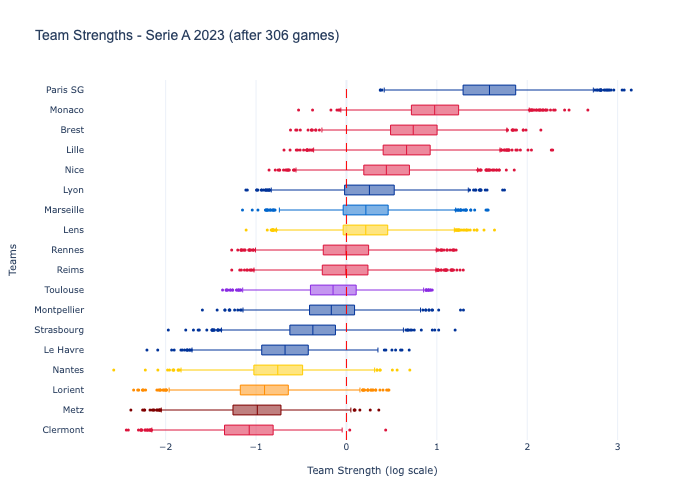 Team Strengths - Serie A 2023 (after 306 games)
Paris SG
Monaco
Brest
Lille
Nice
Lyon
Marseille
Lens
Rennes
Reims
Toulouse
Montpellier
Strasbourg
Le Havre
Nantes
Lorient
Metz
Clermont
Teams
−2 −1 0 1 2 3
Team Strength (log scale)